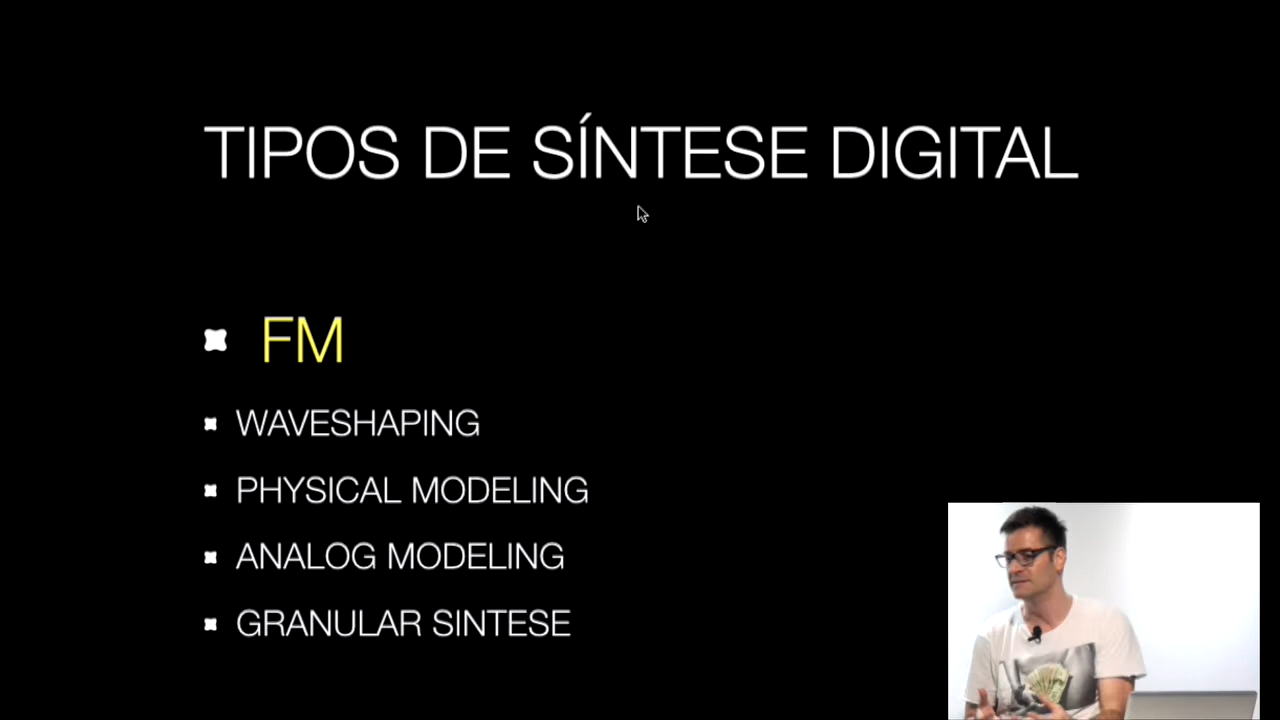 TIPOS DE SÍNTESE DIGITAL
FM
WAVESHAPING
PHYSICAL MODELING
ANALOG MODELING
GRANULAR SINTESE